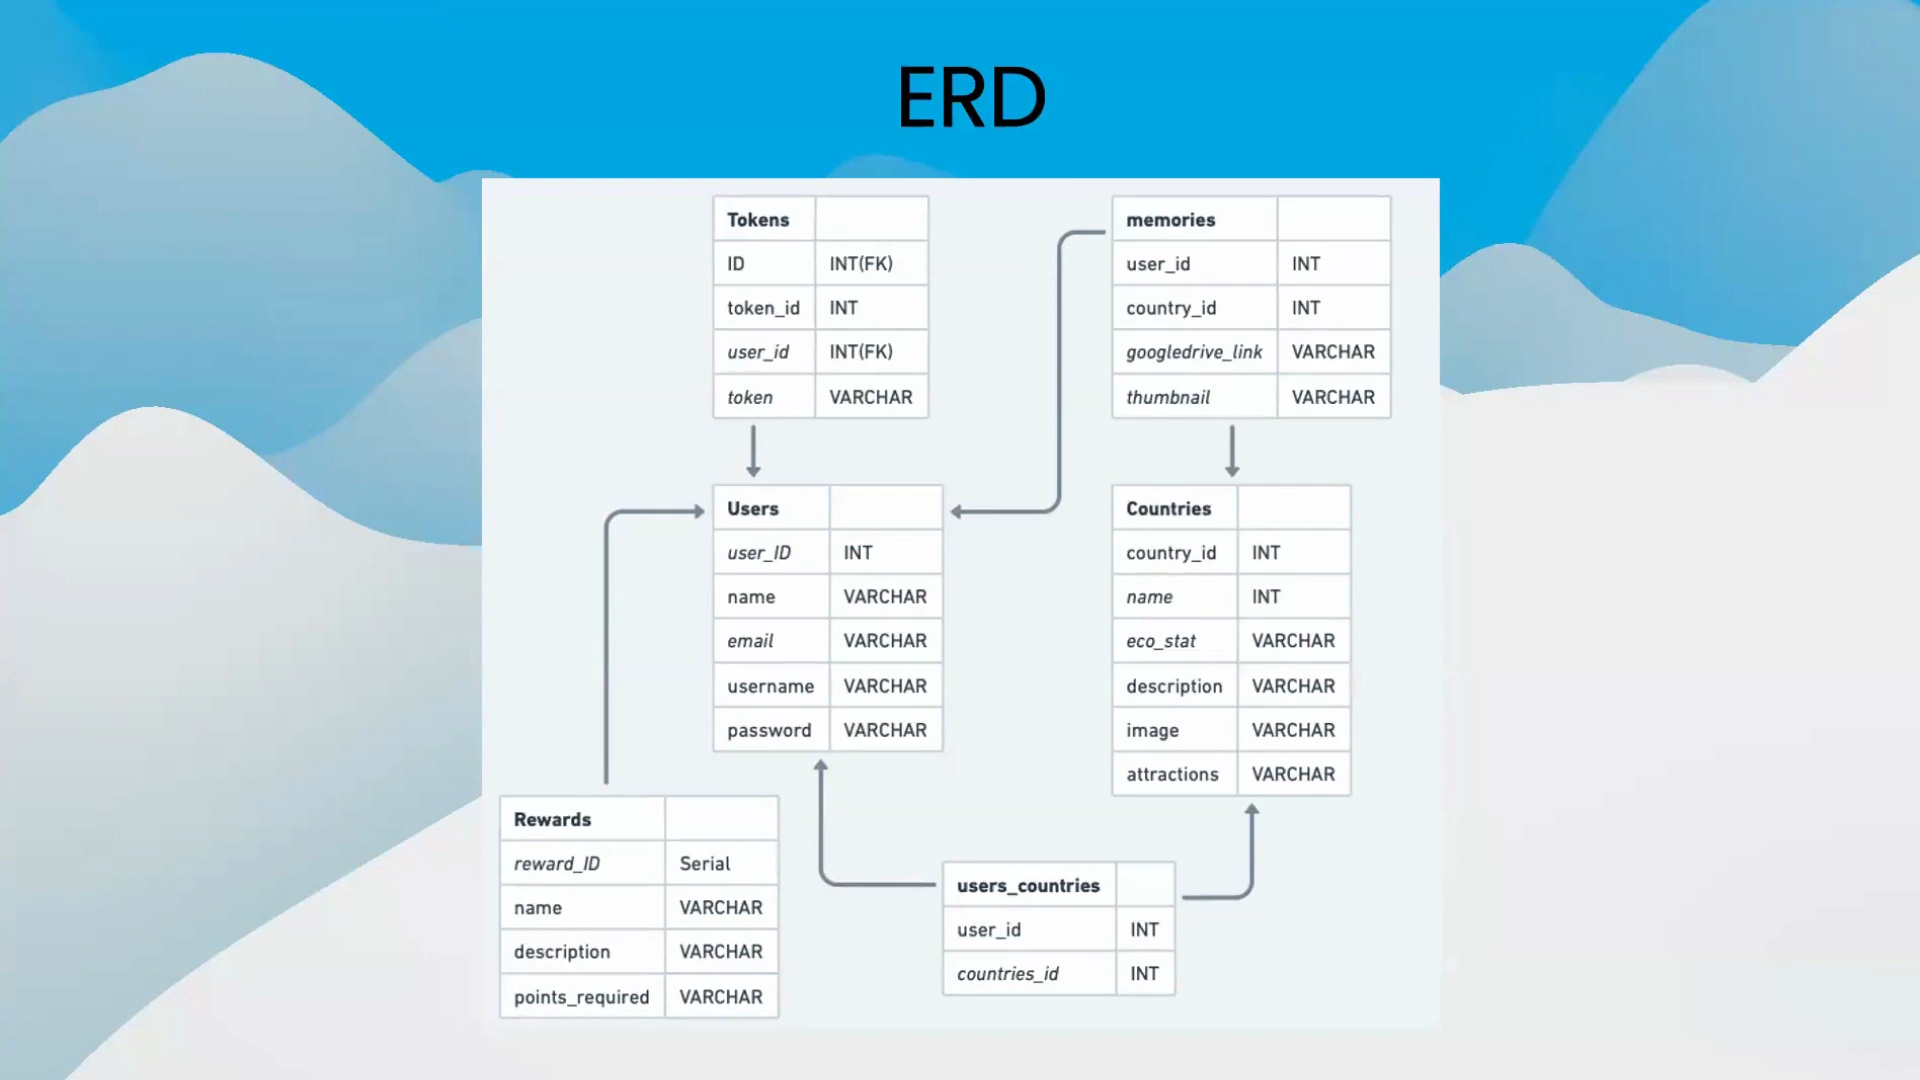 ERD
Tokens
ID INT(FK)
token_id INT
user_id INT(FK)
token VARCHAR
memories
user_id INT
country_id INT
googledrive_link VARCHAR
thumbnail VARCHAR
Users
user_ID INT
name VARCHAR
email VARCHAR
username VARCHAR
password VARCHAR
Countries
country_id INT
name INT
eco_stat VARCHAR
description VARCHAR
image VARCHAR
attractions VARCHAR
Rewards
reward_ID Serial
name VARCHAR
description VARCHAR
points_required VARCHAR
users_countries
user_id INT
countries_id INT